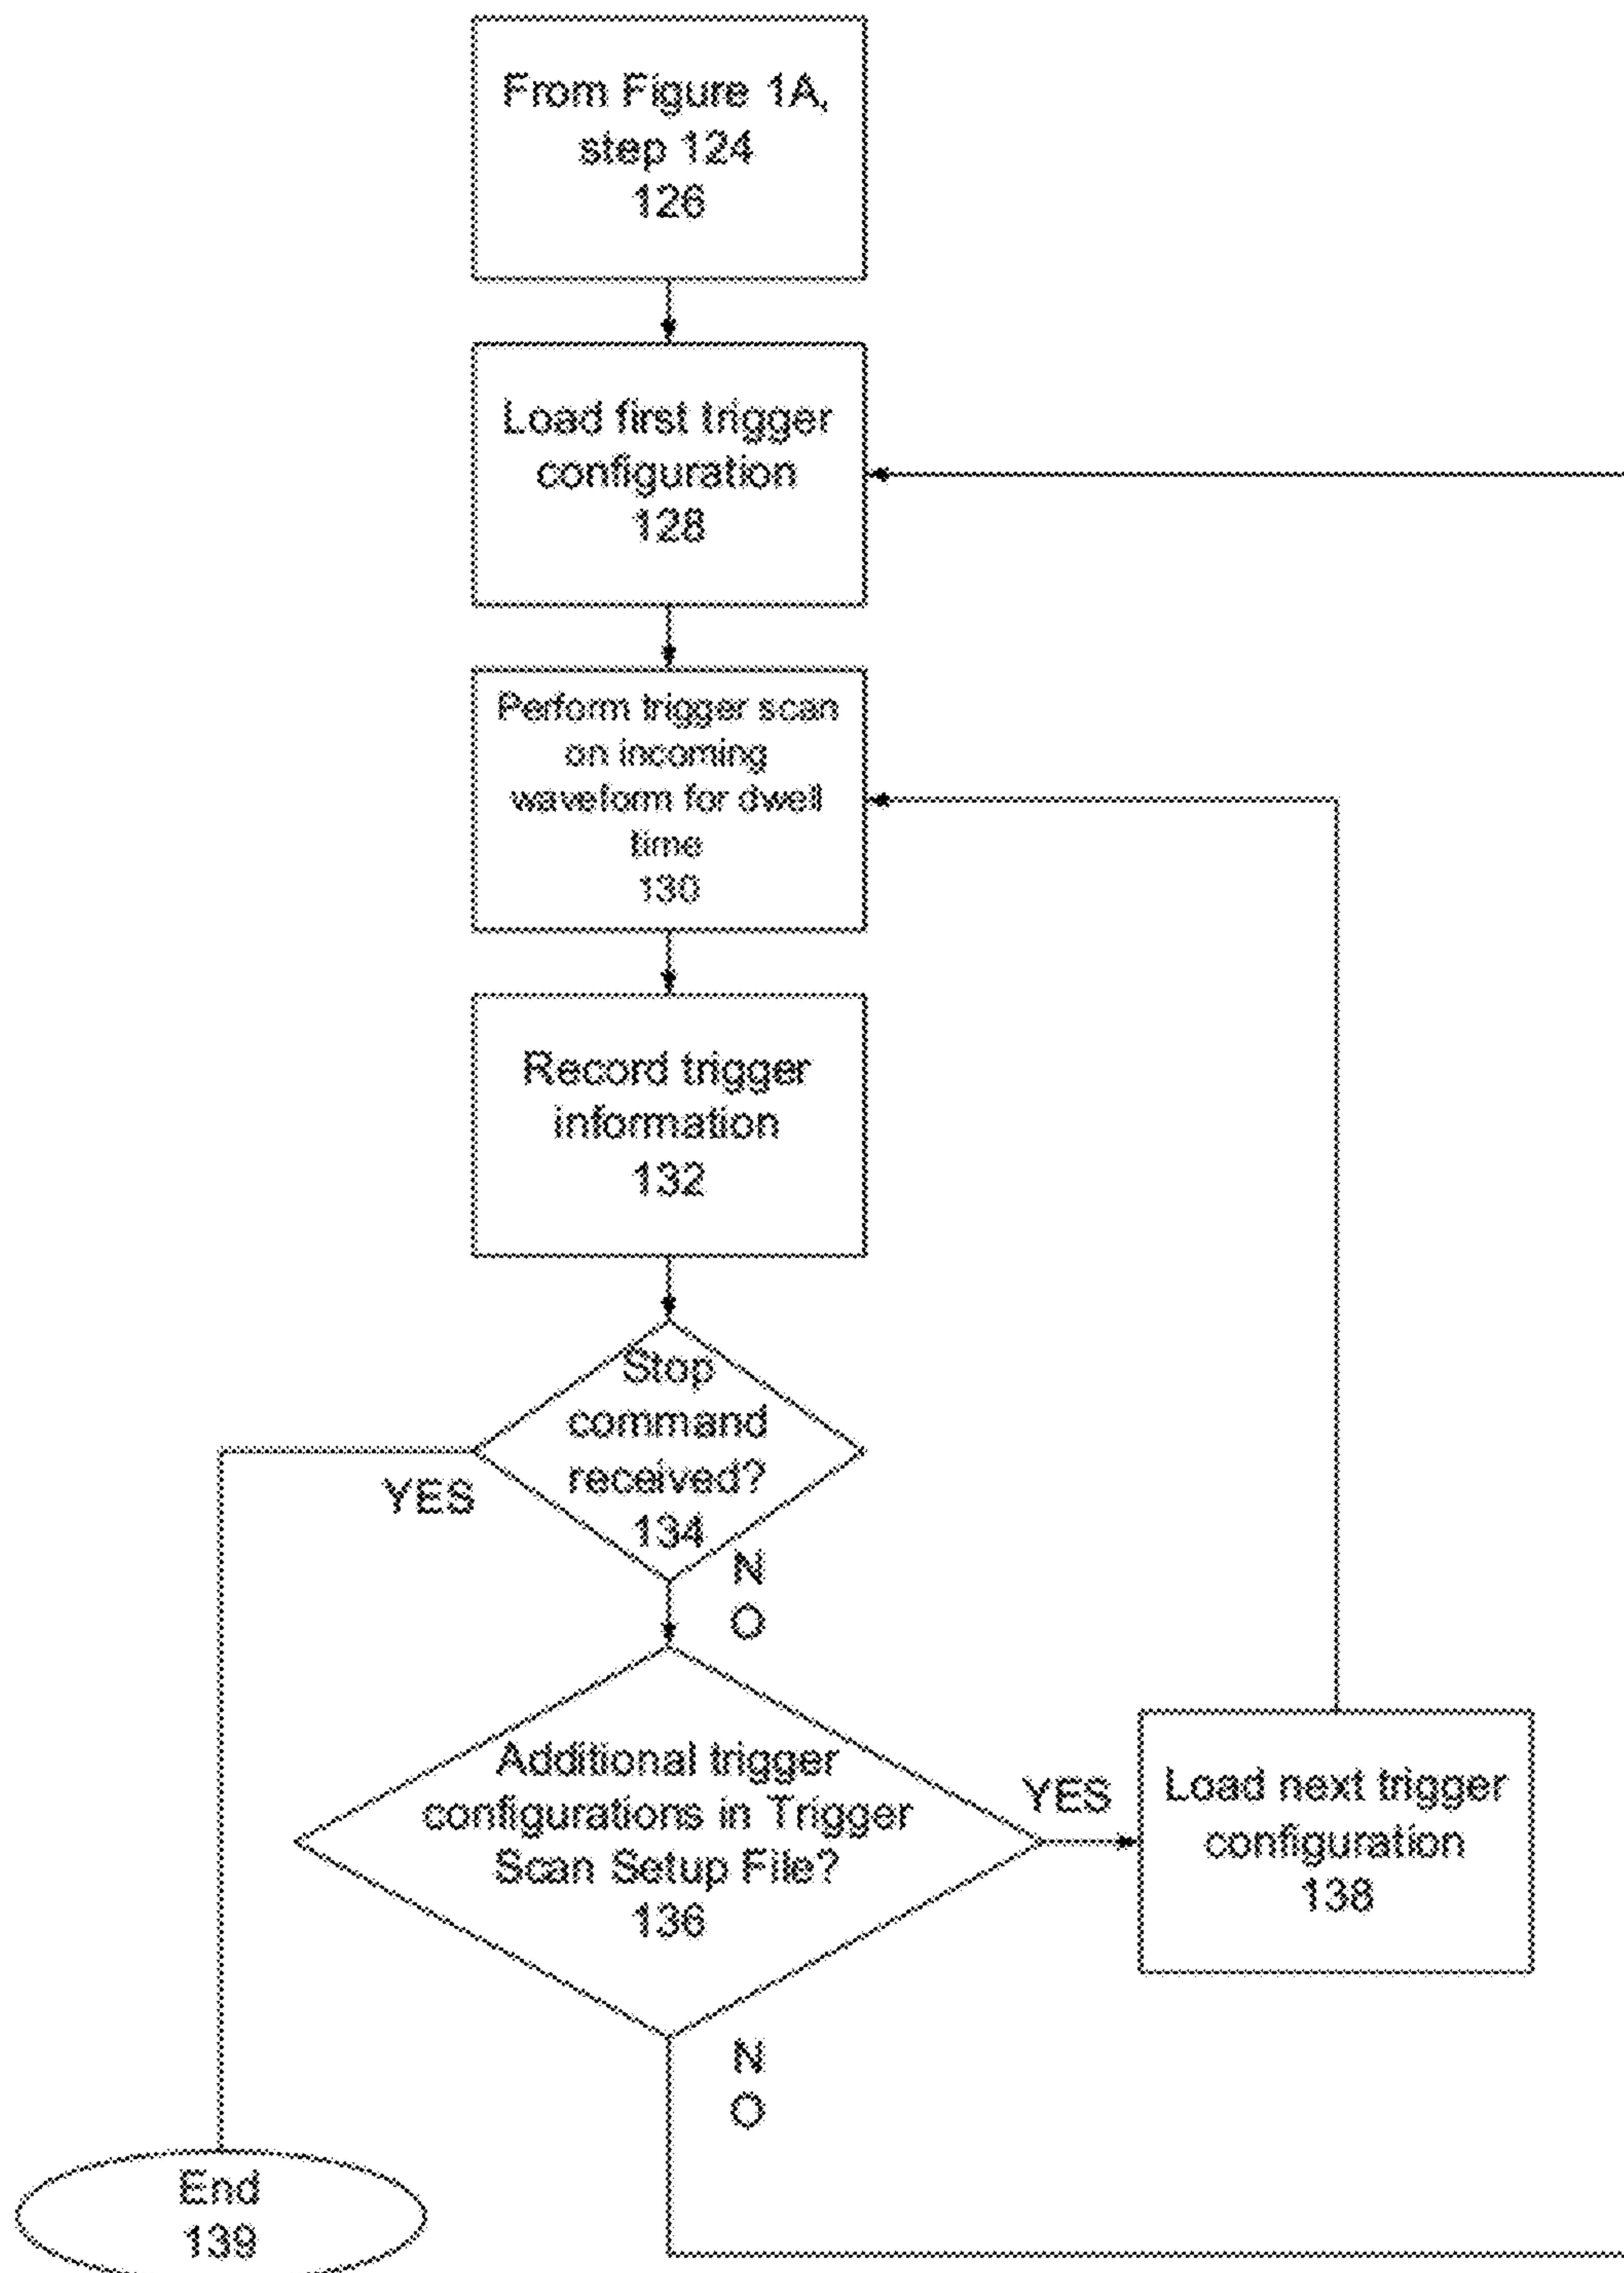 From Figure 1A,
step 124
126
Load first trigger
configuration
128
Perform trigger scan
on incoming
waveform for dwell
time
130
Record trigger
information
132
Stop
command
received?
134
YES
N
O
Additional trigger
configurations in Trigger
Scan Setup File?
136
YES
Load next trigger
configuration
138
N
O
End
139